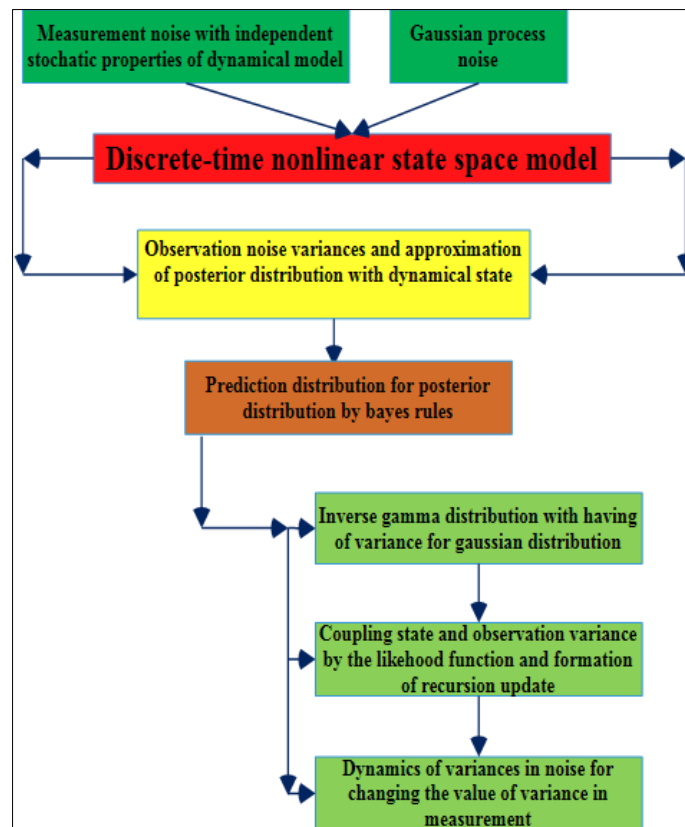 Measurement noise with independent
stochatic properties of dynamical model
Gaussian process
noise
Discrete-time nonlinear state space model
Observation noise variances and approximation
of posterior distribution with dynamical state
Prediction distribution for posterior
distribution by bayes rules
Inverse gamma distribution with having
of variance for gaussian distribution
Coupling state and observation variance
by the likehood function and formation
of recursion update
Dynamics of variances in noise for
changing the value of variance in
measurement